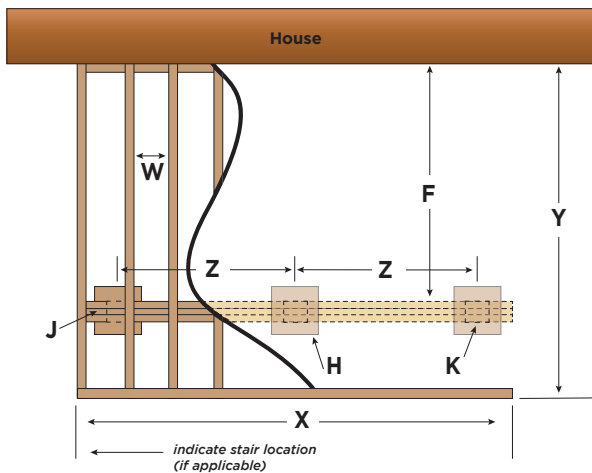 House
W
F
Y
Z
Z
J
H
K
X
indicate stair location
(if applicable)